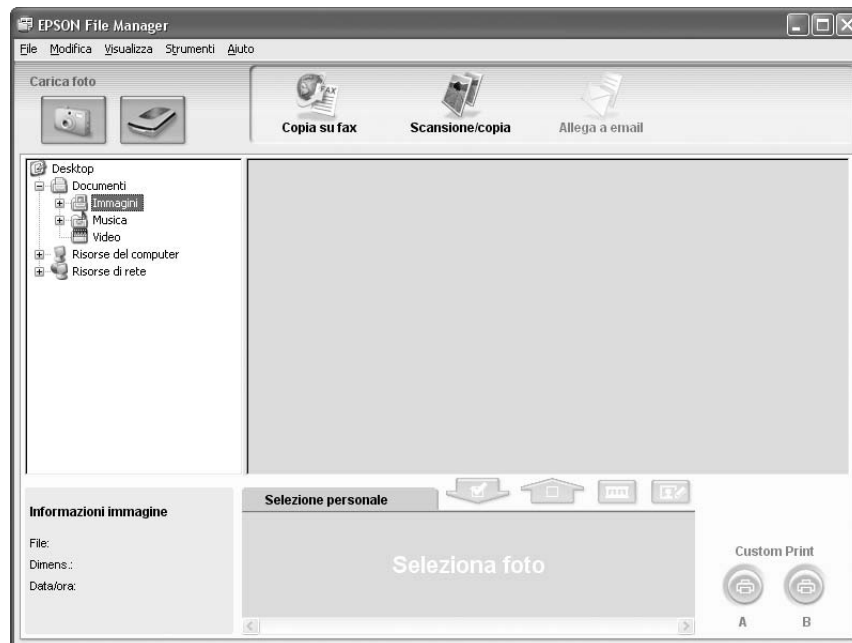 EPSON File Manager
File Modifica Visualizza Strumenti Aiuto
Carica foto
FAX
Copia su fax Scansione/copia Allega a email
Desktop
Documenti
Immagini
Musica
Video
Risorse del computer
Risorse di rete
Selezione personale
Informazioni immagine
File:
Dimens.:
Data/ora:
Seleziona foto
Custom Print
A B